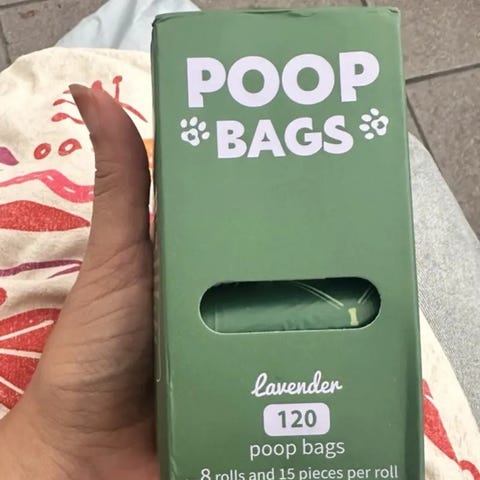 POOP
BAGS
Lavender
120
poop bags
8 rolls and 15 pieces per roll